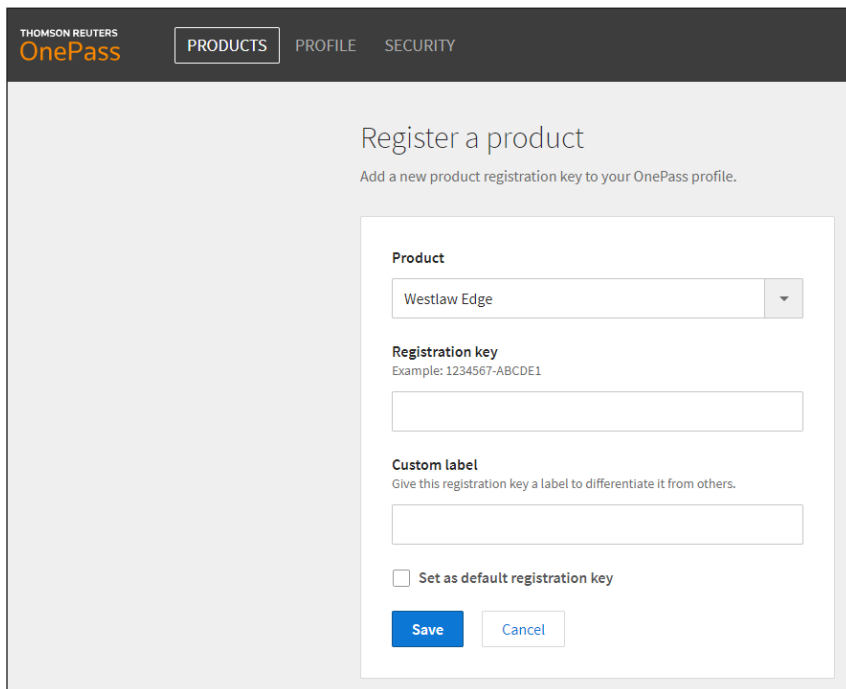 THOMSON REUTERS
OnePass
PRODUCTS PROFILE SECURITY
Register a product
Add a new product registration key to your OnePass profile.
Product
Westlaw Edge
Registration key
Example: 1234567-ABCDE1
Custom label
Give this registration key a label to differentiate it from others.
Set as default registration key
Save Cancel